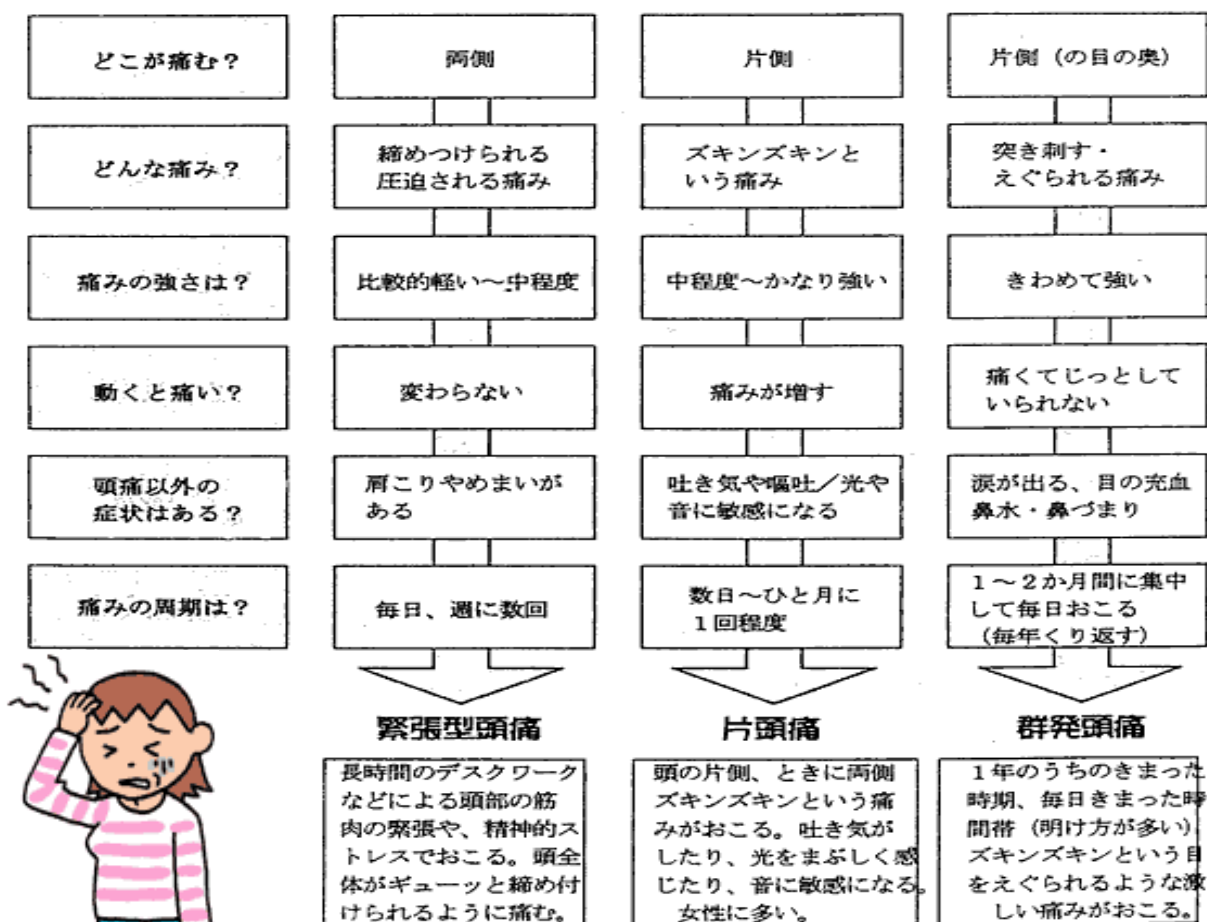 どこが痛む？
両側
片側
片側（の目の奥）
どんな痛み？
締めつけられる
圧迫される痛み
ズキンズキンと
いう痛み
突き刺す・
えぐられる痛み
痛みの強さは？
比較的軽い～中程度
中程度～かなり強い
きわめて強い
動くと痛い？
変わらない
痛みが増す
痛くてじっとして
いられない
頭痛以外の
症状はある？
肩こりやめまいが
ある
吐き気や嘔吐／光や
音に敏感になる
涙が出る、目の充血
鼻水・鼻づまり
痛みの周期は？
毎日、週に数回
数日～ひと月に
１回程度
１～２か月間に集中
して毎日おこる
（毎年くり返す）
緊張型頭痛
長時間のデスクワーク
などによる頭部の筋
肉の緊張や、精神的ス
トレスでおこる。頭全
体がギューッと締め付
けられるように痛む。
片頭痛
頭の片側、ときに両側
ズキンズキンという痛
みがおこる。吐き気が
したり、光をまぶしく感
じたり、音に敏感になる。
女性に多い。
群発頭痛
１年のうちのきまった
時期、毎日きまった時
間帯（明け方が多い）
ズキンズキンという目
をえぐられるような激
しい痛みがおこる。